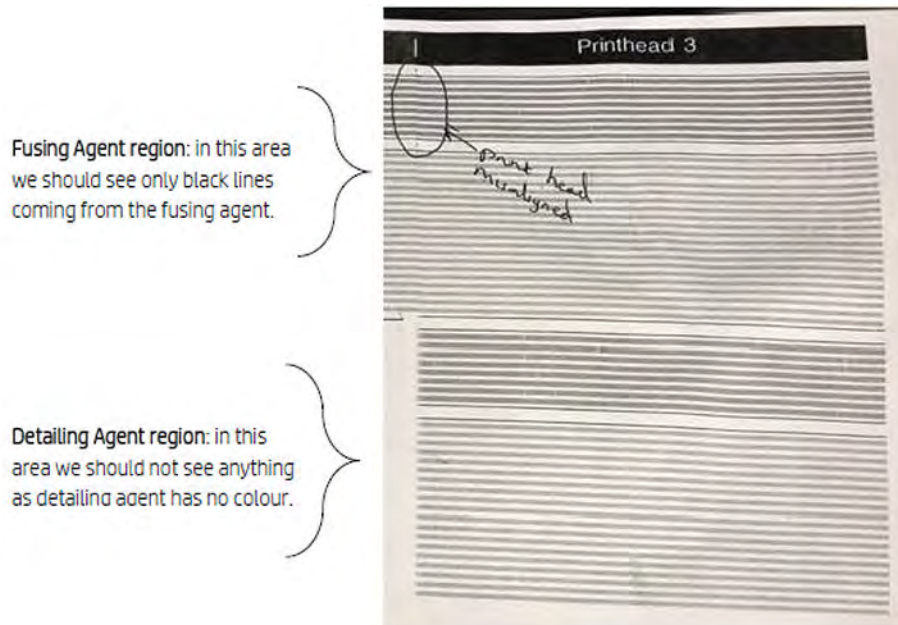 Printhead 3
Fusing Agent region: in this area
we should see only black lines
coming from the fusing agent.
print head
misaligned
Detailing Agent region: in this
area we should not see anything
as detailing agent has no colour.